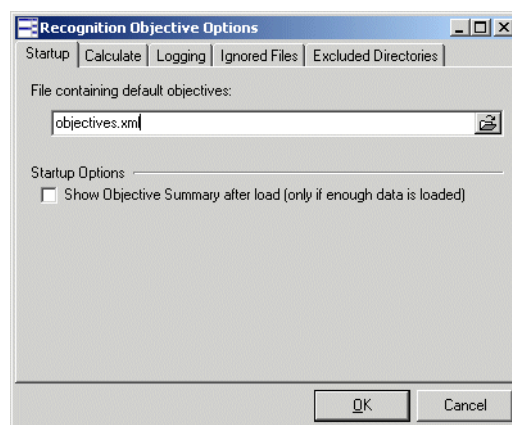 Recognition Objective Options
Startup Calculate Logging Ignored Files Excluded Directories
File containing default objectives:
objectives.xml
Startup Options
Show Objective Summary after load (only if enough data is loaded)
OK Cancel